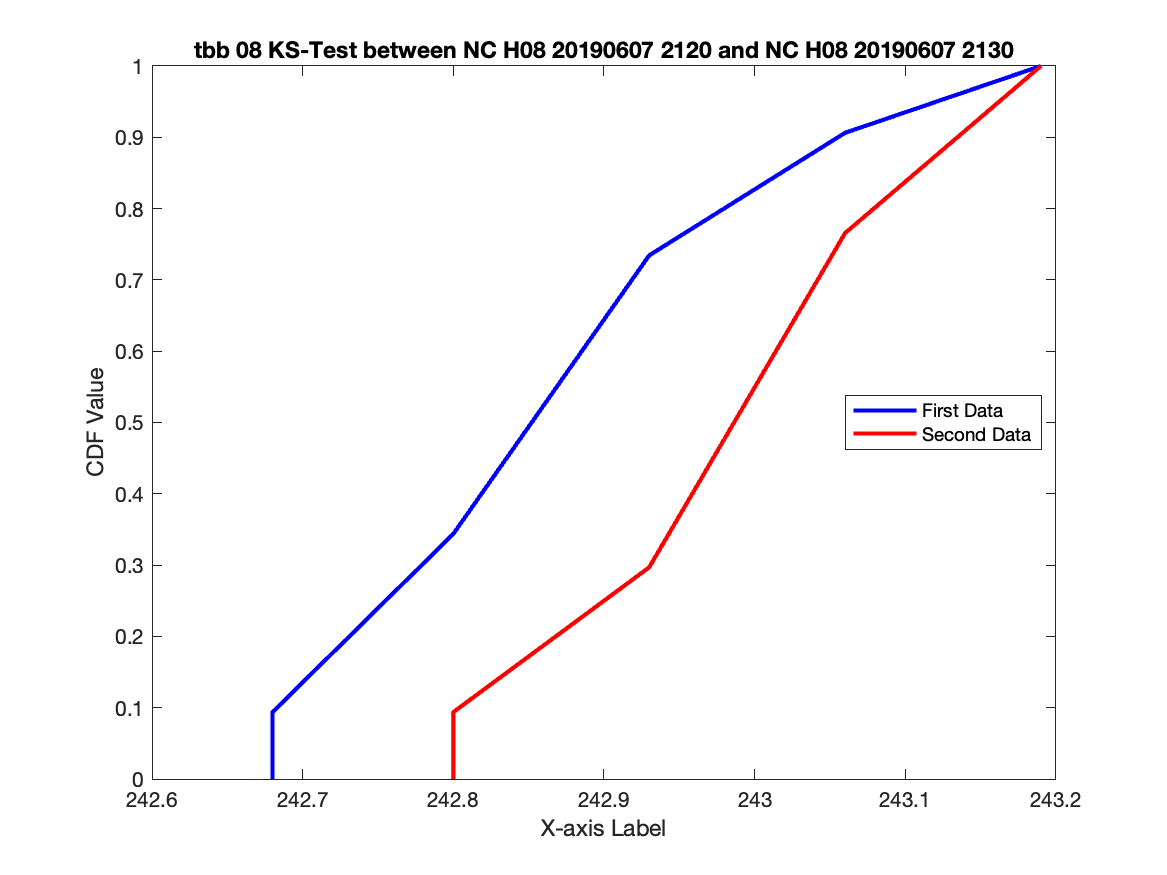 tbb 08 KS-Test between NC H08 20190607 2120 and NC H08 20190607 2130
1
0.9
0.8
0.7
0.6
0.5
0.4
0.3
0.2
0.1
0
CDF Value
First Data
Second Data
242.6 242.7 242.8 242.9 243 243.1 243.2
X-axis Label